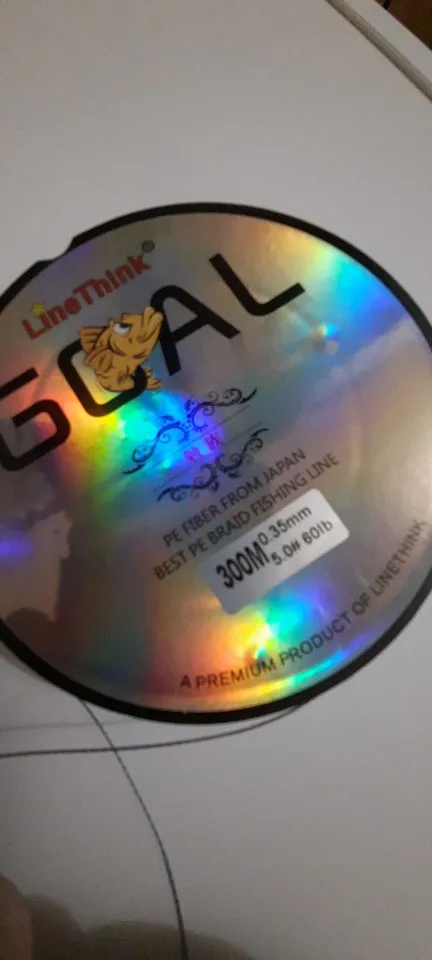 LineThink®
GOAL
PE FIBER FROM JAPAN
BEST PE BRAID FISHING LINE
300M 0.35mm
5.0# 60lb
A PREMIUM PRODUCT OF LINETHINK